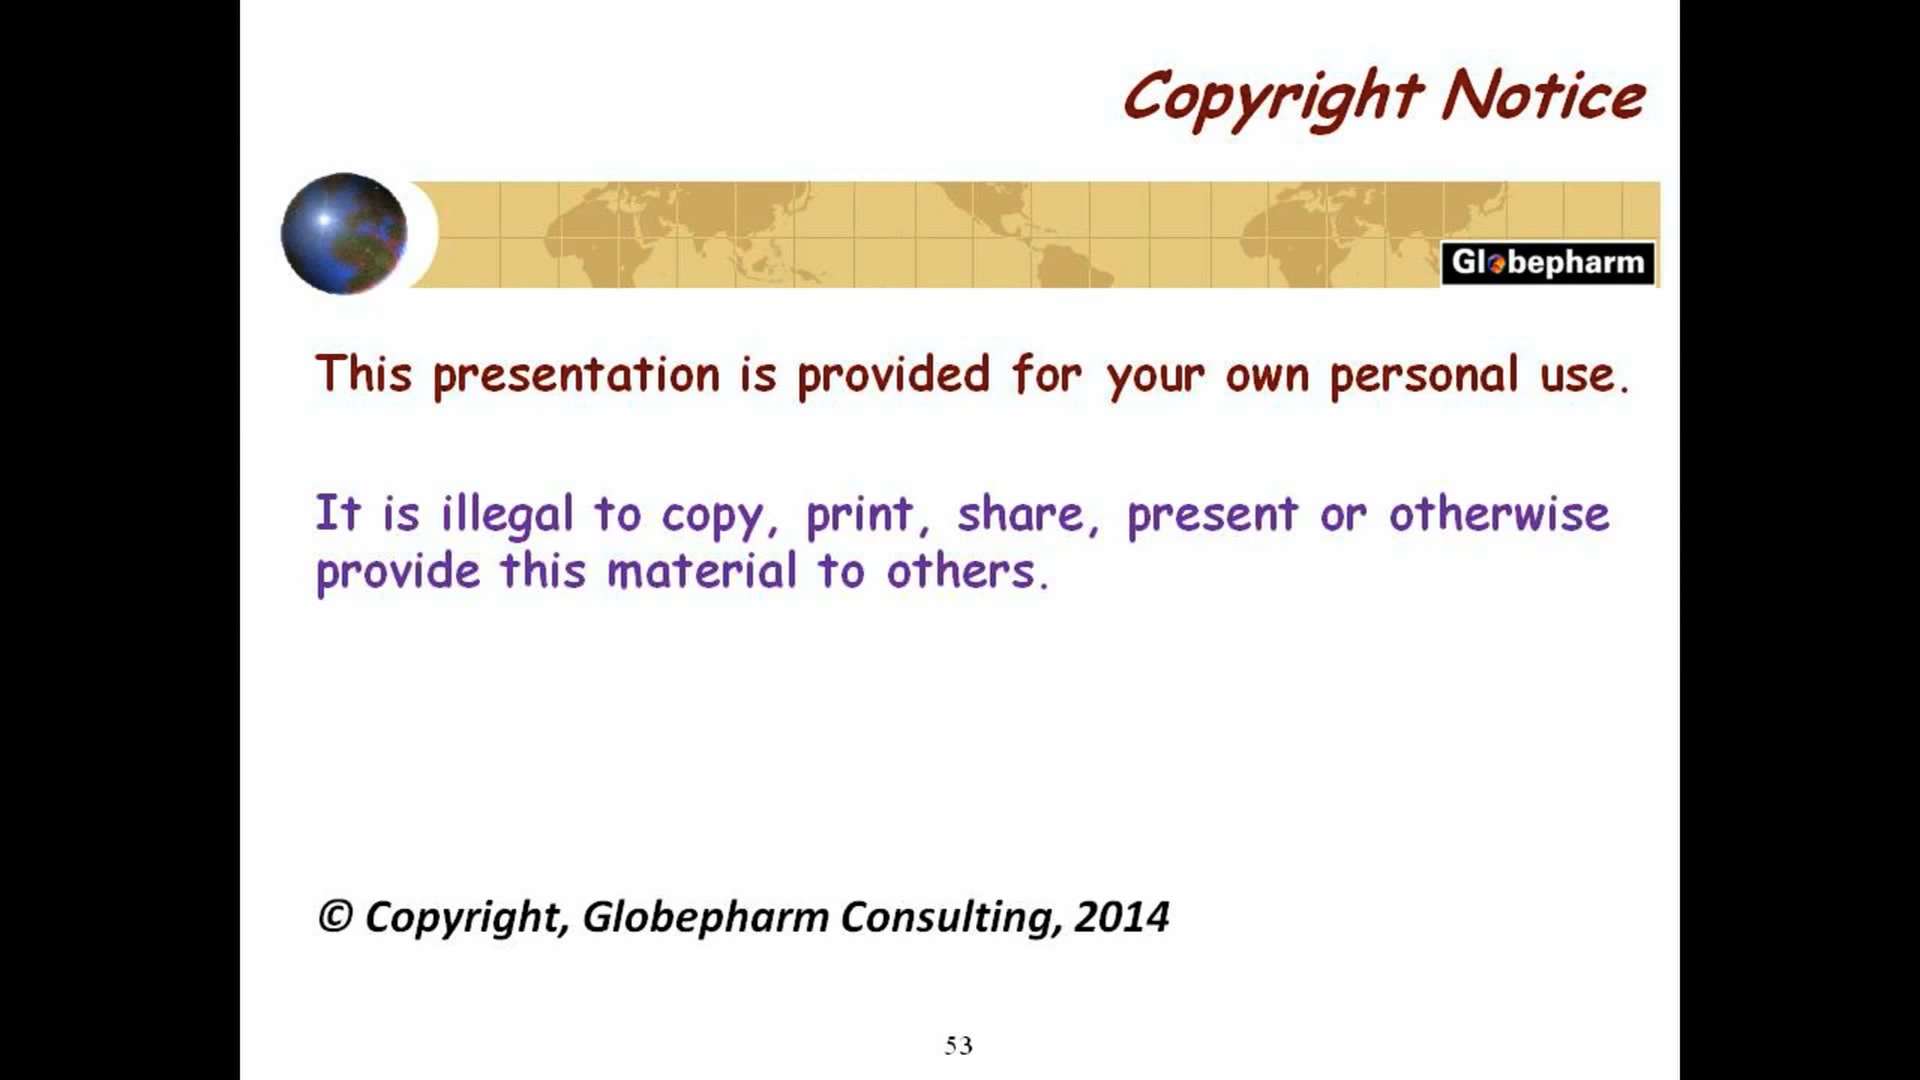 Copyright Notice
Globepharm
This presentation is provided for your own personal use.
It is illegal to copy, print, share, present or otherwise
provide this material to others.
© Copyright, Globepharm Consulting, 2014
53